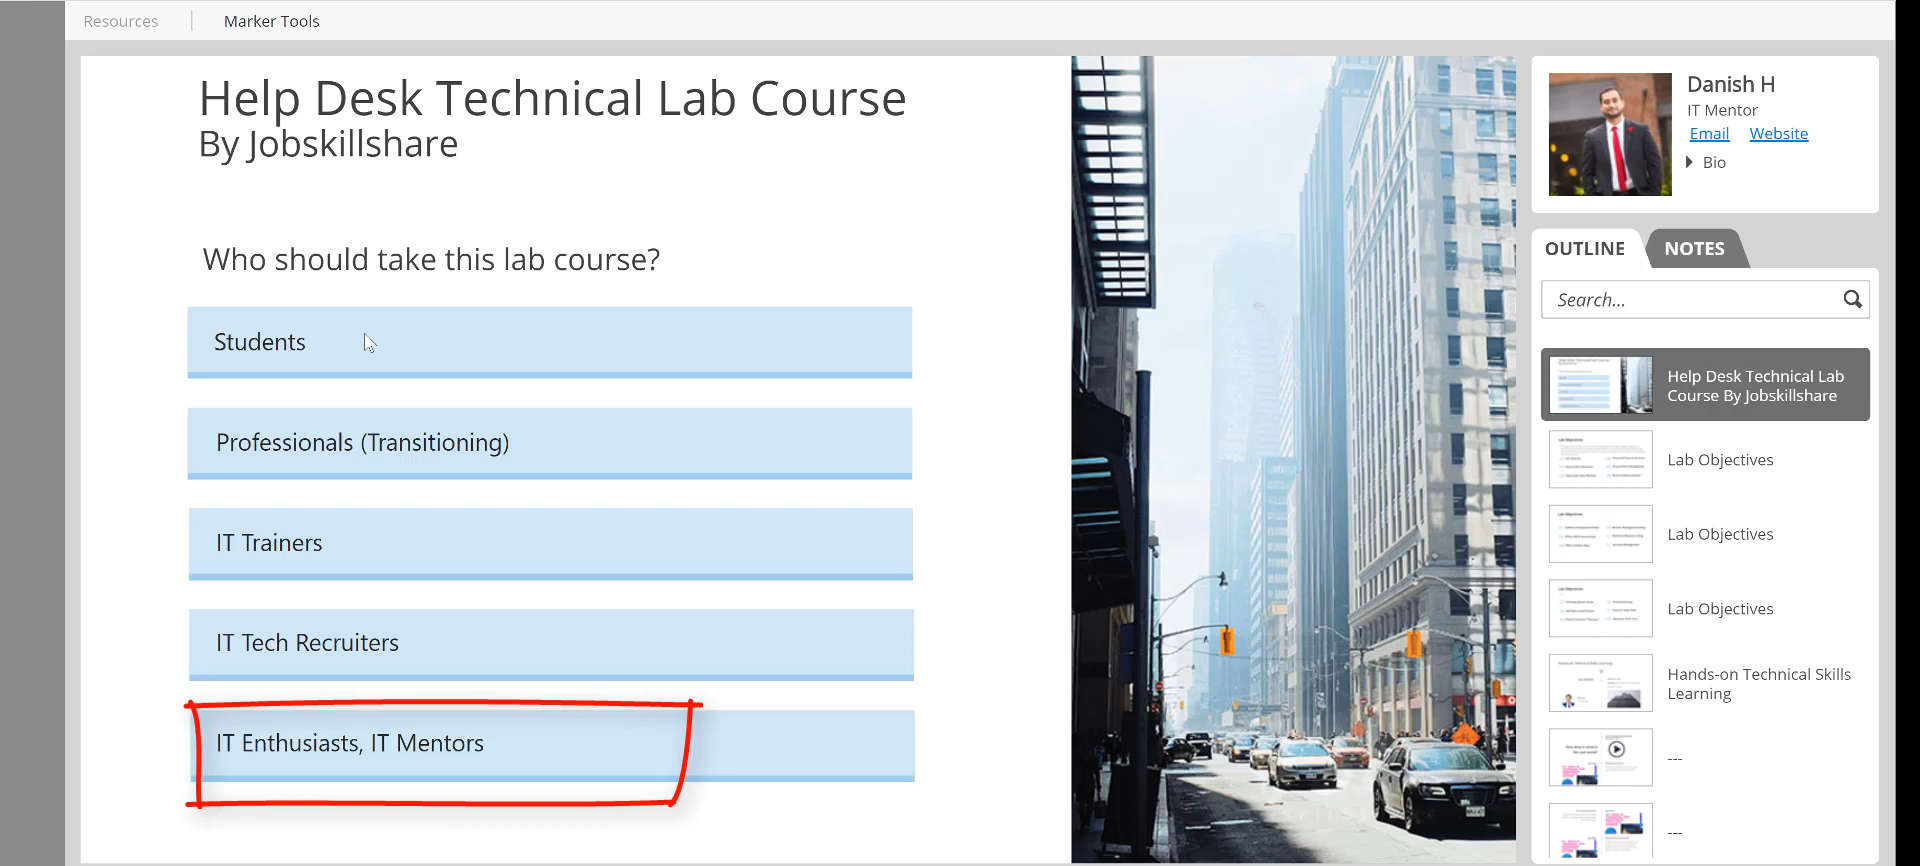 Resources
Marker Tools
Help Desk Technical Lab Course
By Jobskillshare
Who should take this lab course?
Students
Professionals (Transitioning)
IT Trainers
IT Tech Recruiters
IT Enthusiasts, IT Mentors
Danish H
IT Mentor
Email Website
Bio
OUTLINE NOTES
Search...
Help Desk Technical Lab
Course By Jobskillshare
Lab Objectives
Lab Objectives
Lab Objectives
Hands-on Technical Skills
Learning
---
---